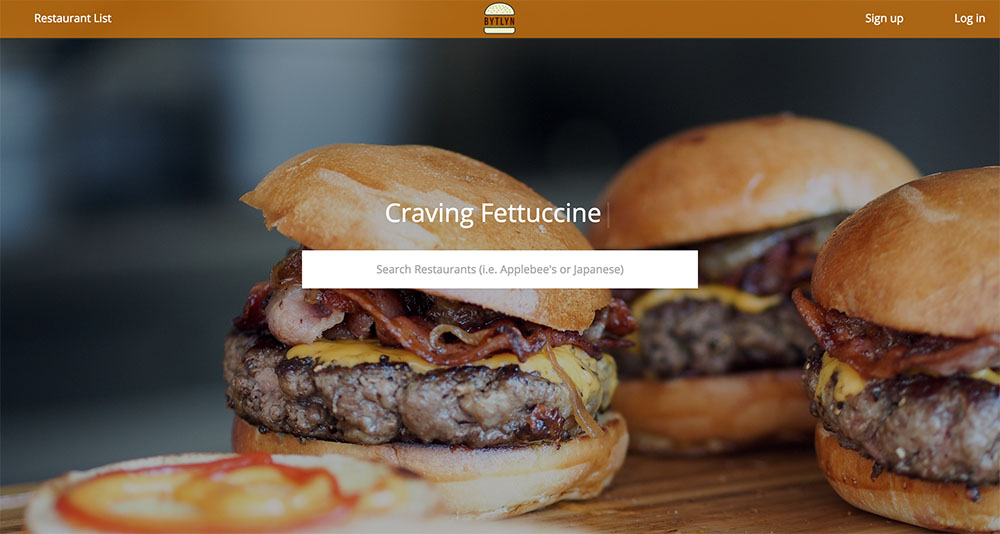 Restaurant List
BYTLYN
Sign up
Log in
Craving Fettuccine
Search Restaurants (i.e. Applebee's or Japanese)